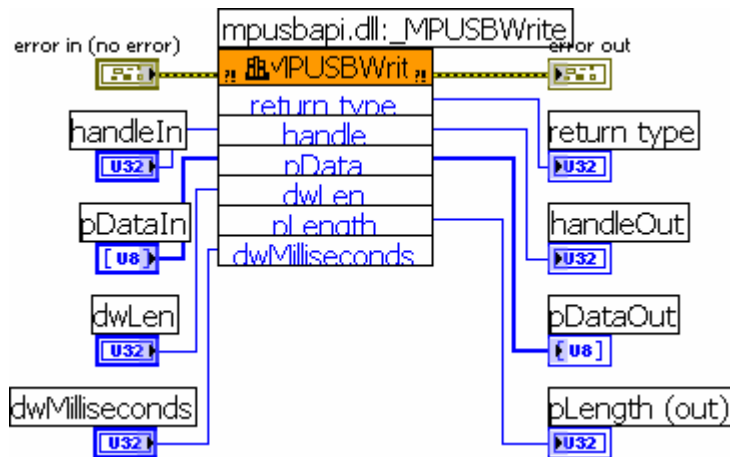 mpusbapi.dll:_MPUSBWrite
error in (no error)
error out
?! MPUSBWrit ?!
return type
handleIn
handle
return type
U32
pData
U32
pDataIn
dwLen
handleOut
[U8]
pLength
U32
dwMilliseconds
dwLen
pDataOut
U32
[U8]
dwMilliseconds
pLength (out)
U32
U32